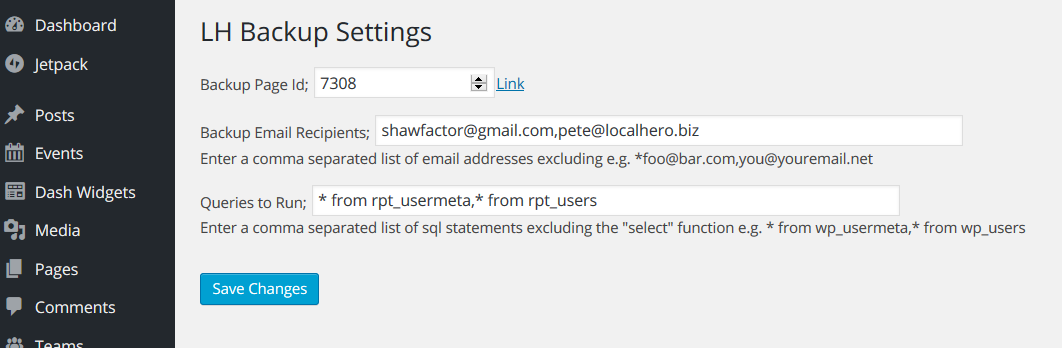 Dashboard
Jetpack
Posts
Events
Dash Widgets
Media
Pages
Comments
Teams
LH Backup Settings
Backup Page Id; 7308 Link
Backup Email Recipients; shawfactor@gmail.com,pete@localhero.biz
Enter a comma separated list of email addresses excluding e.g. *foo@bar.com,you@youremail.net
Queries to Run; * from rpt_usermeta,* from rpt_users
Enter a comma separated list of sql statements excluding the "select" function e.g. * from wp_usermeta,* from wp_users
Save Changes